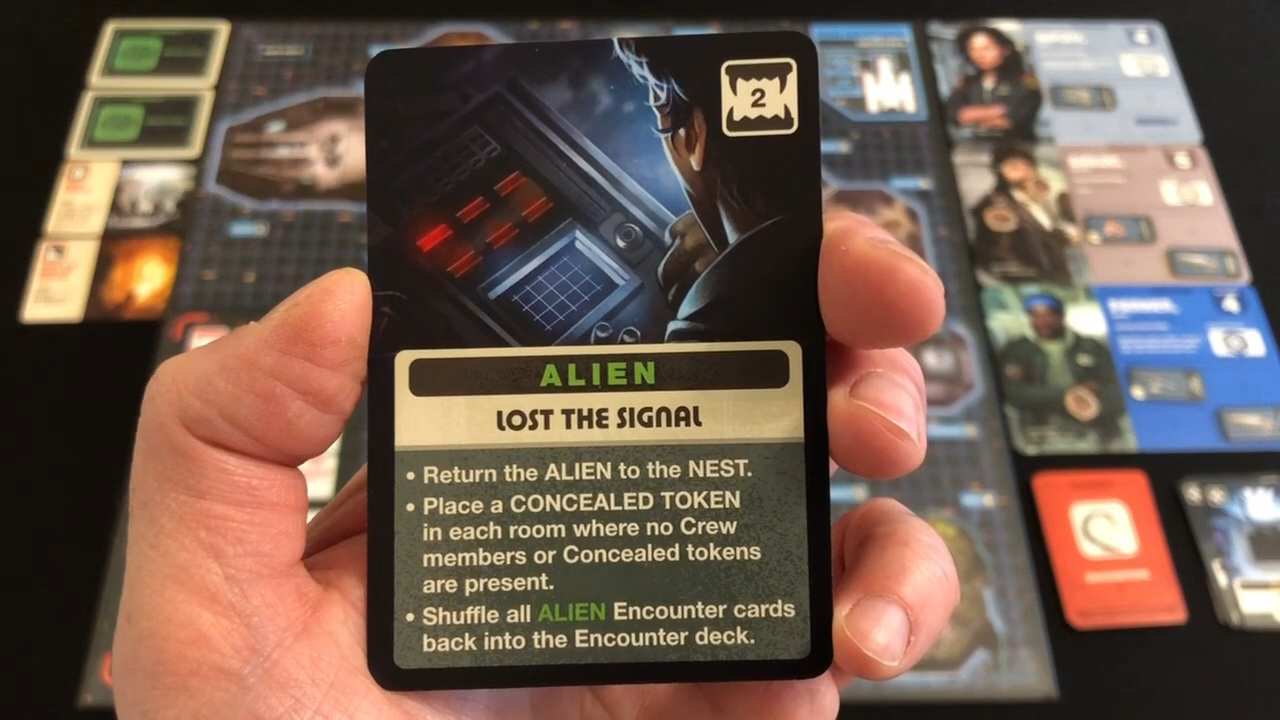 2
ALIEN
LOST THE SIGNAL
• Return the ALIEN to the NEST.
• Place a CONCEALED TOKEN
in each room where no Crew
members or Concealed tokens
are present.
• Shuffle all ALIEN Encounter cards
back into the Encounter deck.